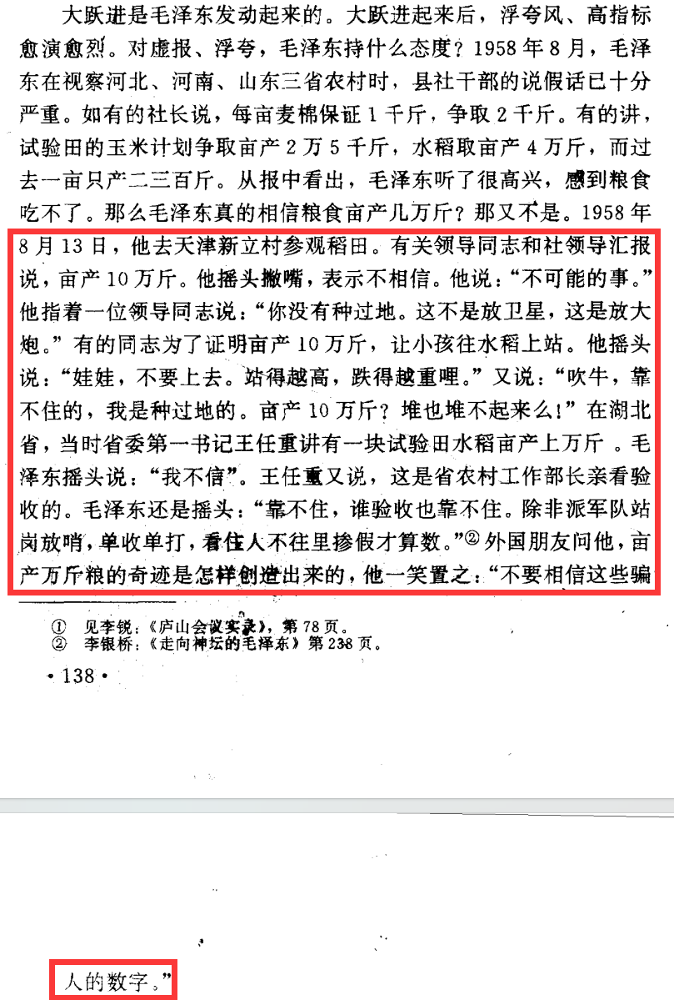 大跃进是毛泽东发动起来的。大跃进起来后，浮夸风、高指标
愈演愈烈。对虚报、浮夸，毛泽东持什么态度？1958年8月，毛泽
东在视察河北、河南、山东三省农村时，县社干部的说假话已十分
严重。如有的社长说，每亩麦棉保证1千斤，争取2千斤。有的讲，
试验田的玉米计划争取亩产2万5千斤，水稻取亩产4万斤，而过
去一亩只产二三百斤。从报中看出，毛泽东听了很高兴，感到粮食
吃不了。那么毛泽东真的相信粮食亩产几万斤？那又不是。1958年
8月13日，他去天津新立村参观稻田。有关领导同志和社领导汇报
说，亩产10万斤。他摇头撇嘴，表示不相信。他说：“不可能的事。”
他指着一位领导同志说：“你没有种过地。这不是放卫星，这是放大
炮。”有的同志为了证明亩产10万斤，让小孩往水稻上站。他摇头
说：“娃娃，不要上去。站得越高，跌得越重哩。”又说：“吹牛，靠
不住的，我是种过地的。亩产10万斤？堆也堆不起来么！”在湖北
省，当时省委第一书记王任重讲有一块试验田水稻亩产上万斤。毛
泽东摇头说：“我不信”。王任重又说，这是省农村工作部长亲看验
收的。毛泽东还是摇头：“靠不住，谁验收也靠不住。除非派军队站
岗放哨，单收单打，看住人不往里掺假才算数。”②外国朋友问他，亩
产万斤粮的奇迹是怎样创造出来的，他一笑置之：“不要相信这些骗
① 见李锐：《庐山会议实录》，第78页。
② 李银桥：《走向神坛的毛泽东》第238页。
·138·
人的数字。”